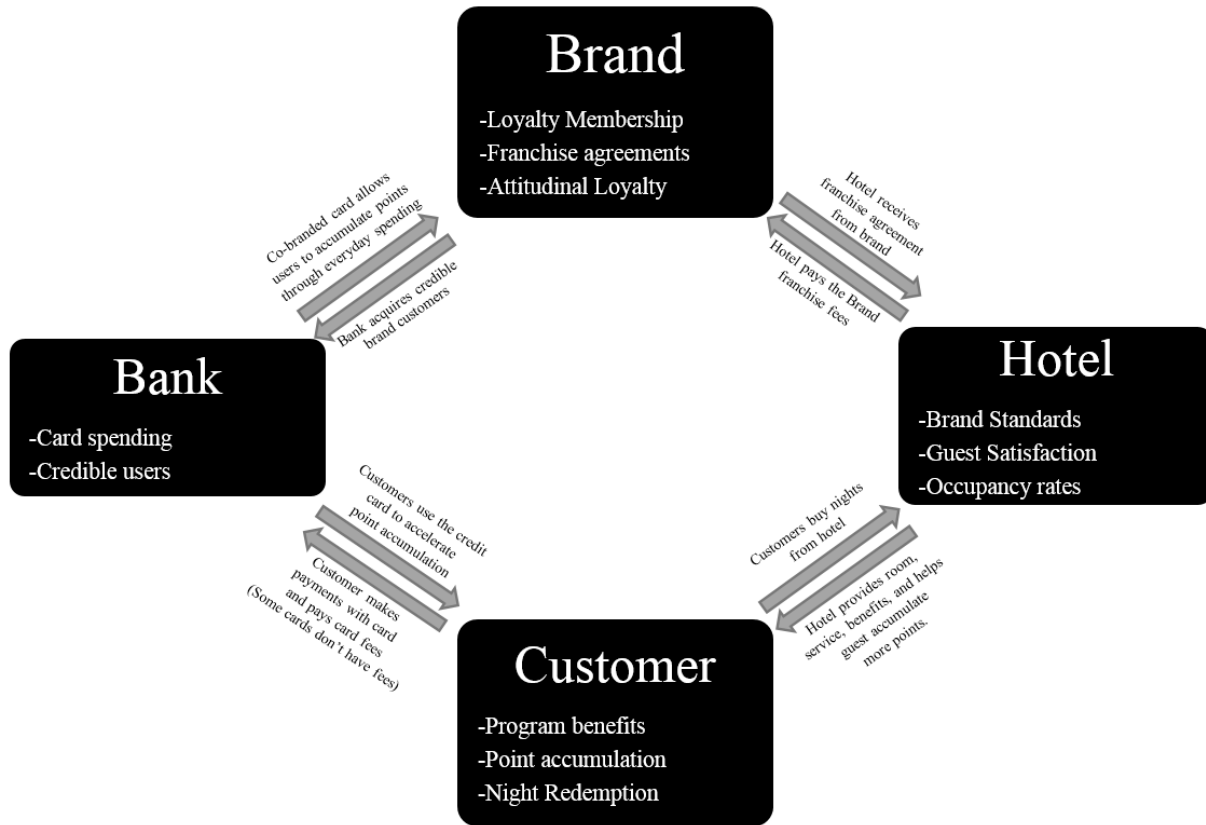 Brand
-Loyalty Membership
-Franchise agreements
-Attitudinal Loyalty
Co-branded card allows
users to accumulate points
through everyday spending
Bank acquires credible
brand customers
Hotel receives
franchise agreement
from brand
Hotel pays the Brand
franchise fees
Bank
-Card spending
-Credible users
Hotel
-Brand Standards
-Guest Satisfaction
-Occupancy rates
Customers use the credit
card to accelerate
point accumulation
Customer makes
payments with card
and pays card fees
(Some cards don’t have fees)
Customers buy nights
from hotel
Hotel provides room,
service, benefits, and helps
guest accumulate
more points.
Customer
-Program benefits
-Point accumulation
-Night Redemption